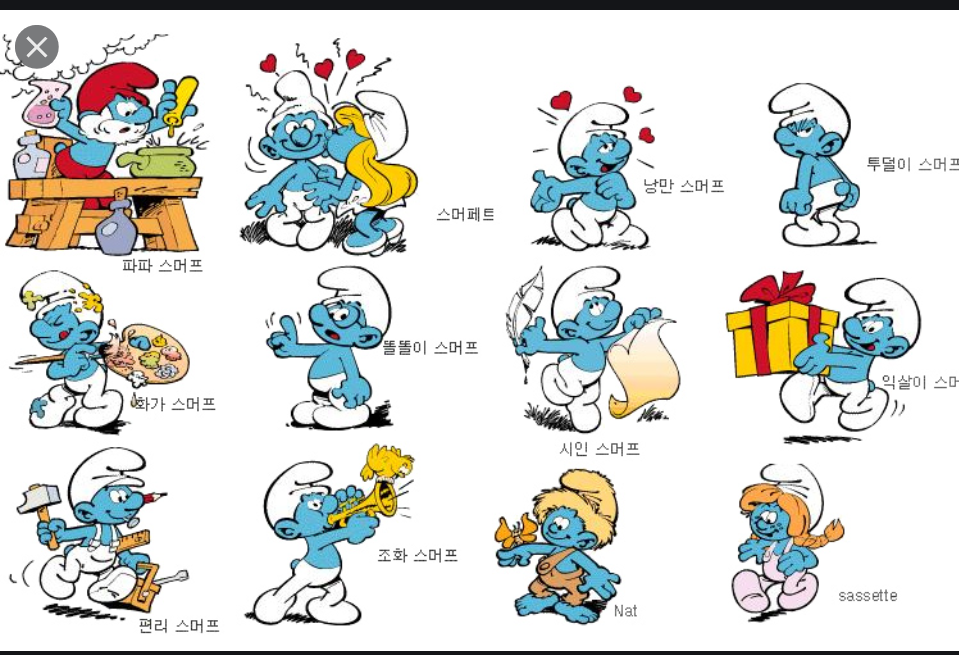 스머페트
낭만 스머프
투덜이 스머프
파파 스머프
화가 스머프
똘똘이 스머프
시인 스머프
익살이 스머
편리 스머프
조화 스머프
Nat
sassette